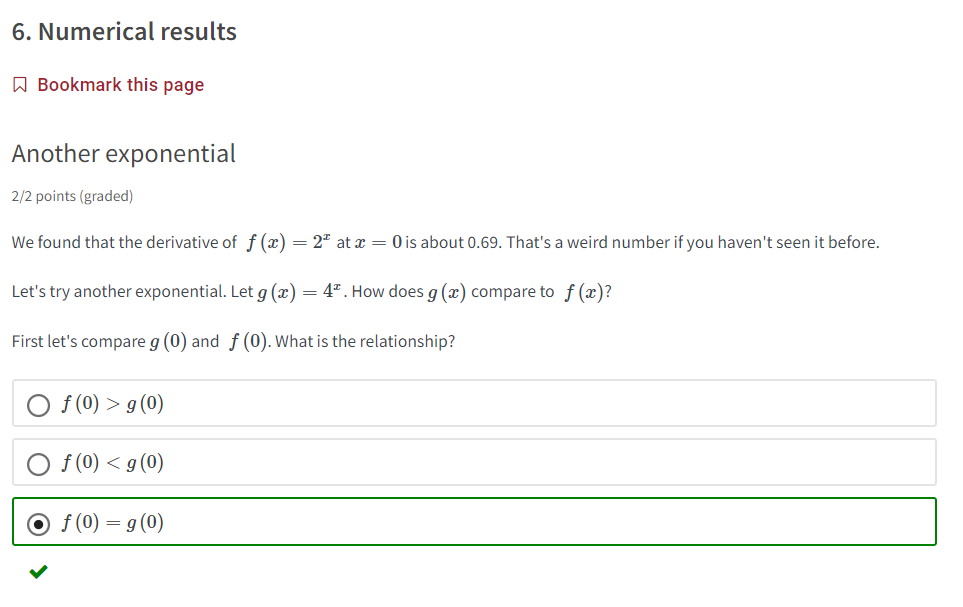 6. Numerical results
Bookmark this page
Another exponential
2/2 points (graded)
We found that the derivative of f (x) = 2ˣ at x = 0 is about 0.69. That's a weird number if you haven't seen it before.
Let's try another exponential. Let g (x) = 4ˣ. How does g (x) compare to f (x)?
First let's compare g (0) and f (0). What is the relationship?
f (0) > g (0)
f (0) < g (0)
f (0) = g (0)